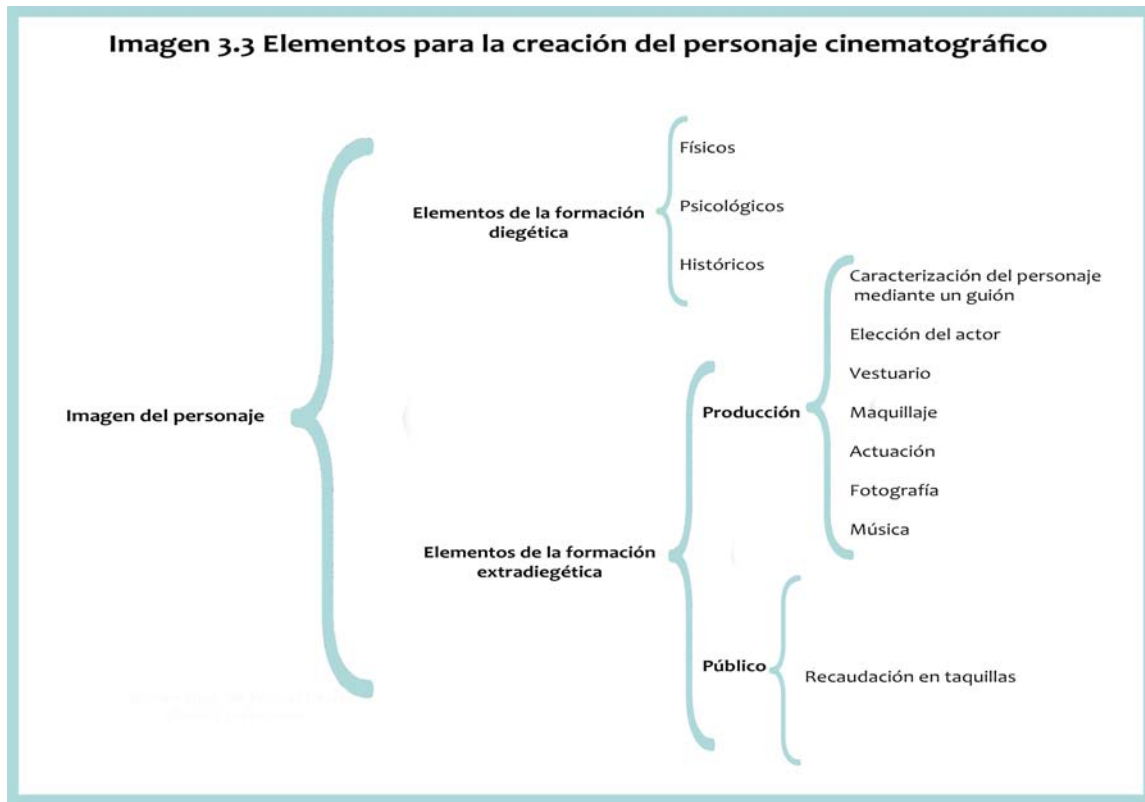 Imagen 3.3 Elementos para la creación del personaje cinematográfico
Imagen del personaje
Elementos de la formación
diegética
Físicos
Psicológicos
Históricos
Elementos de la formación
extradiegética
Producción
Caracterización del personaje
mediante un guión
Elección del actor
Vestuario
Maquillaje
Actuación
Fotografía
Música
Público
Recaudación en taquillas